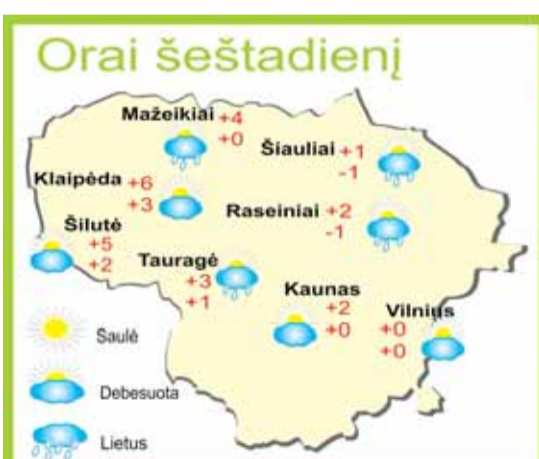 Orai šeštadienį
Mažeikiai +4
+0
Šiauliai +1
-1
Klaipėda +6
+3
Raseiniai +2
-1
Šilutė
+5
+2
Tauragė
+3
+1
Kaunas
+2
+0
Vilnius
+0
+0
Šaulė
Debesuota
Lietus